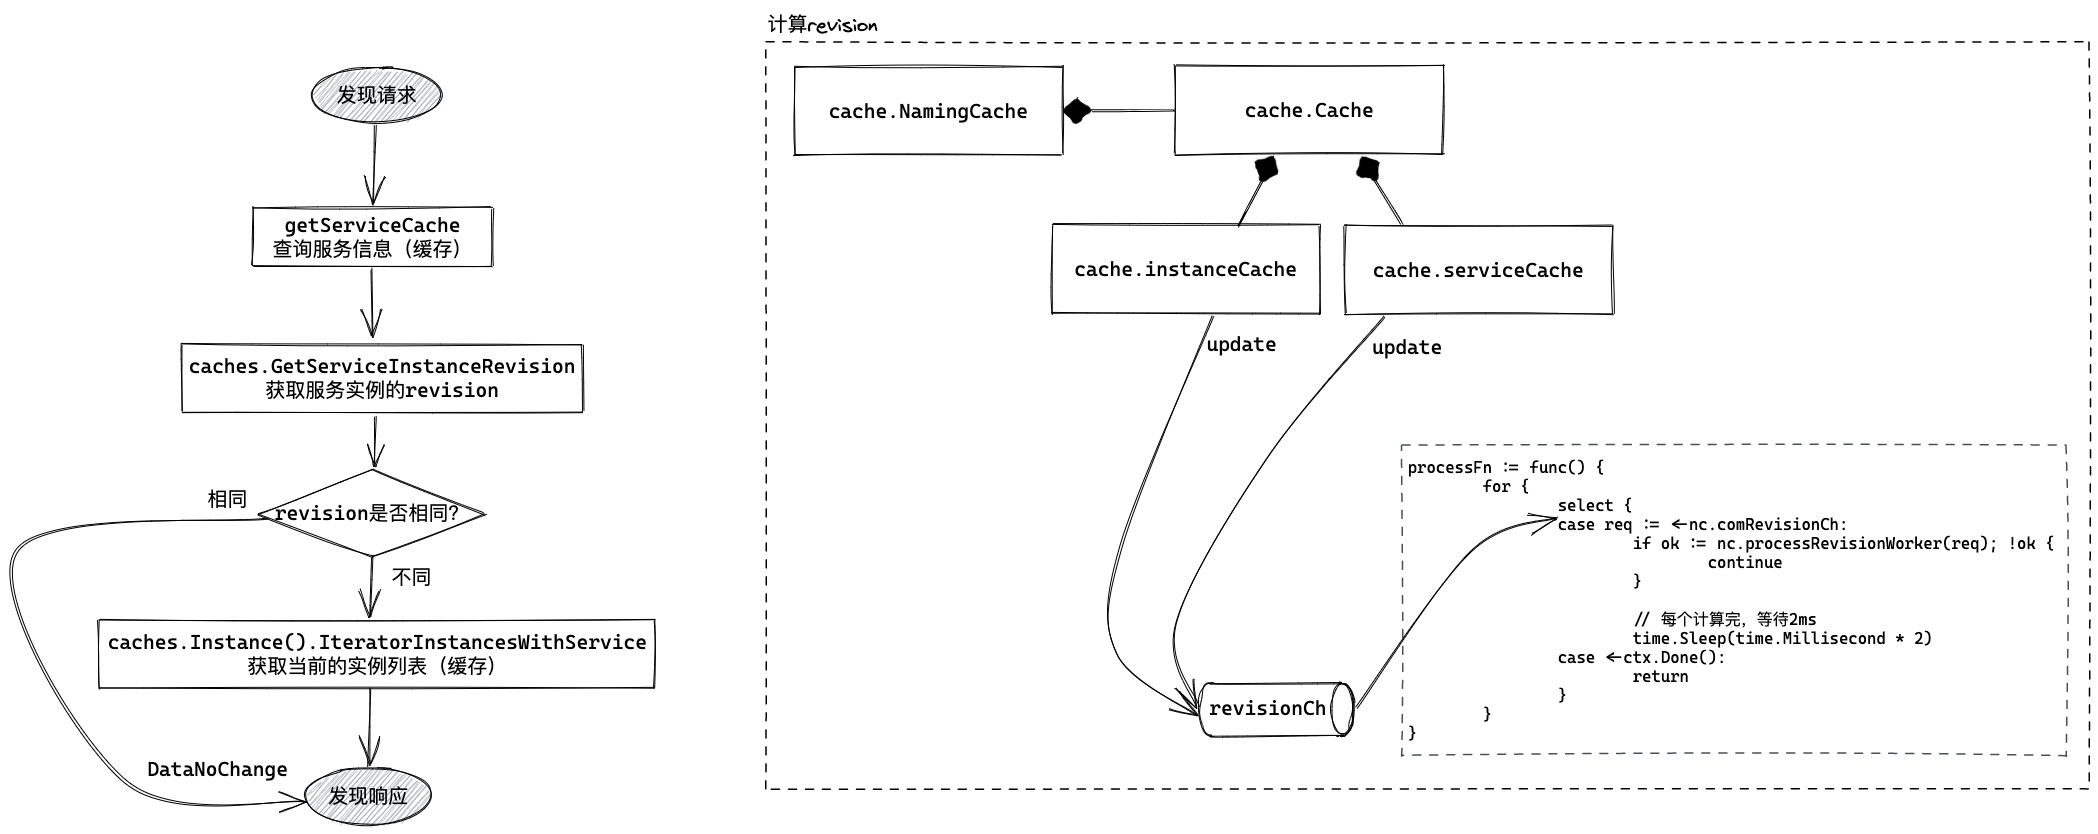 发现请求
getServiceCache
查询服务信息（缓存）
caches.GetServiceInstanceRevision
获取服务实例的revision
相同
revision是否相同?
不同
caches.Instance().IteratorInstancesWithService
获取当前的实例列表（缓存）
DataNoChange
发现响应
计算revision
cache.NamingCache
cache.Cache
cache.instanceCache
cache.serviceCache
update
update
revisionCh
processFn := func() {
for {
select {
case req := <-nc.comRevisionCh:
if ok := nc.processRevisionWorker(req); !ok {
continue
}
// 每个计算完，等待2ms
time.Sleep(time.Millisecond * 2)
case <-ctx.Done():
return
}
}
}